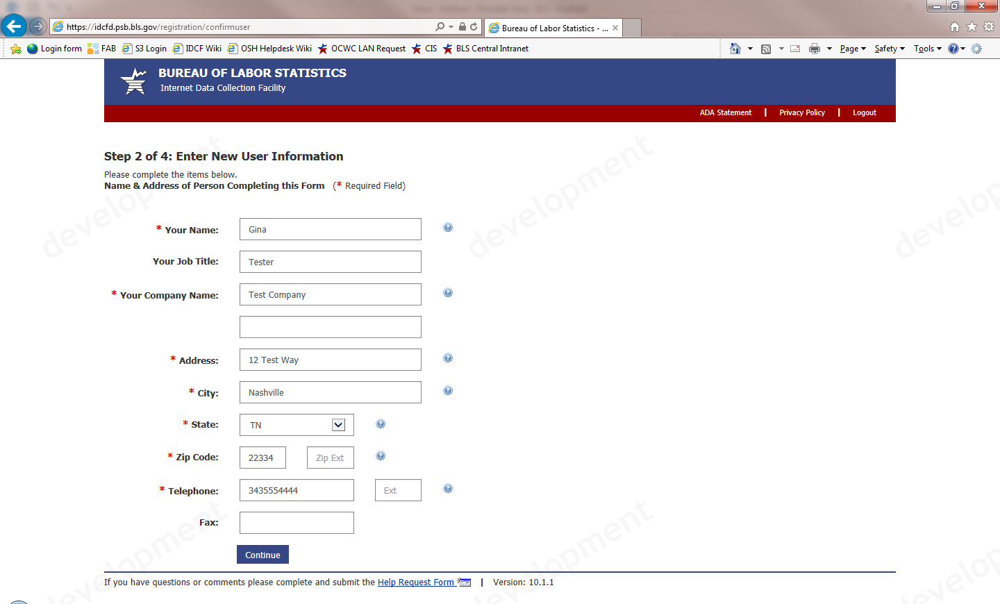 https://idcfd.psb.bls.gov/registration/confirmuser
Bureau of Labor Statistics - ...
Login form FAB S3 Login IDCF Wiki OSH Helpdesk Wiki OCWC LAN Request CIS BLS Central Intranet
Page Safety Tools
BUREAU OF LABOR STATISTICS
Internet Data Collection Facility
ADA Statement | Privacy Policy | Logout
Step 2 of 4: Enter New User Information
Please complete the items below.
Name & Address of Person Completing this Form (* Required Field)
* Your Name: Gina
Your Job Title: Tester
* Your Company Name: Test Company
* Address: 12 Test Way
* City: Nashville
* State: TN
* Zip Code: 22334 Zip Ext
* Telephone: 3435554444 Ext
Fax:
Continue
If you have questions or comments please complete and submit the Help Request Form | Version: 10.1.1
development
development
development
development
development
development